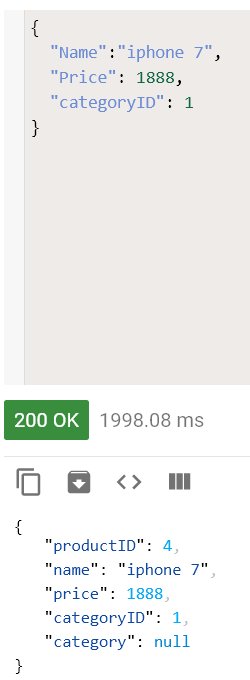 {
"Name":"iphone 7",
"Price": 1888,
"categoryID": 1
}
200 OK 1998.08 ms
{
"productID": 4,
"name": "iphone 7",
"price": 1888,
"categoryID": 1,
"category": null
}